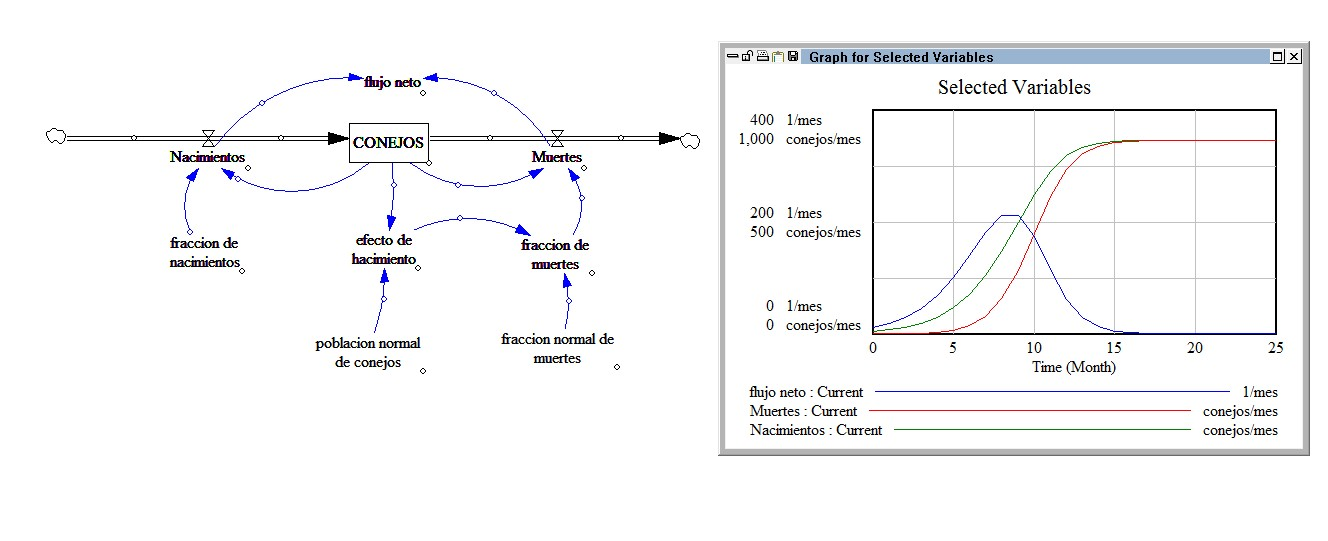 flujo neto
CONEJOS
Nacimientos
Muertes
fraccion de
nacimientos
efecto de
hacimiento
fraccion de
muertes
poblacion normal
de conejos
fraccion normal de
muertes
Graph for Selected Variables
Selected Variables
400 1/mes
1,000 conejos/mes
200 1/mes
500 conejos/mes
0 1/mes
0 conejos/mes
0 5 10 15 20 25
Time (Month)
flujo neto : Current 1/mes
Muertes : Current conejos/mes
Nacimientos : Current conejos/mes